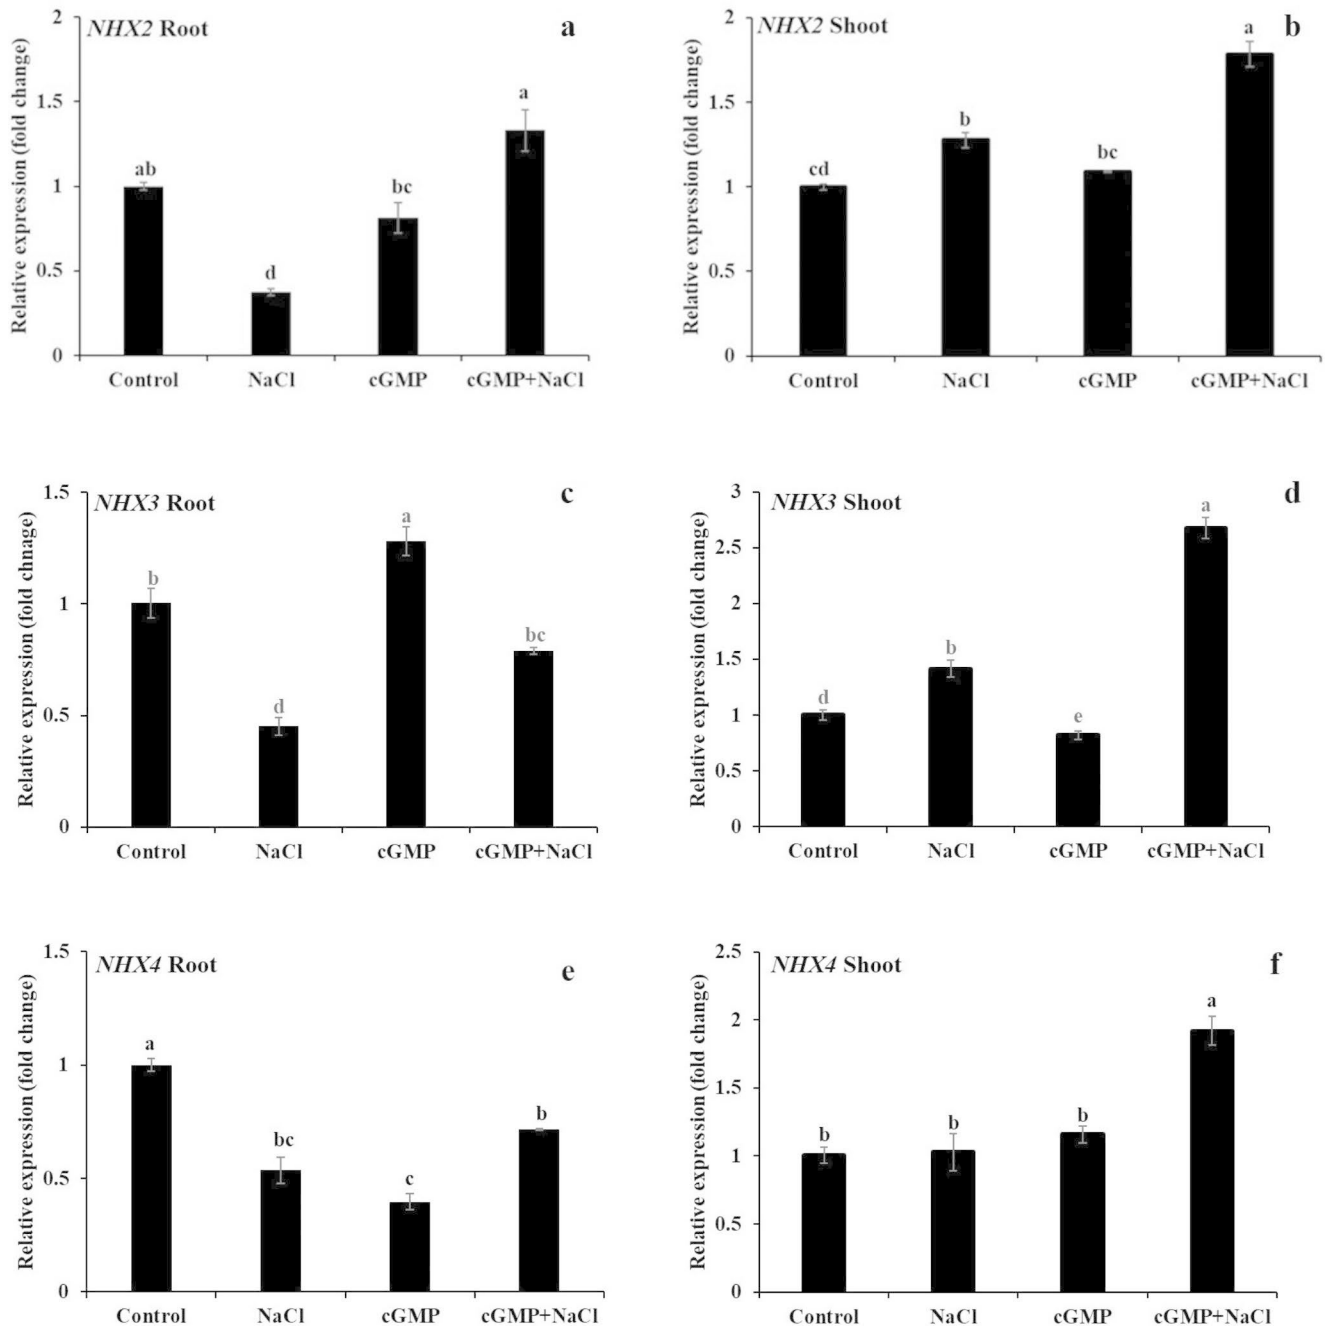 NHX2 Root
a
Relative expression (fold change)
2
1.5
1
0.5
0
ab
d
bc
a
Control NaCl cGMP cGMP+NaCl
NHX2 Shoot
b
Relative expression (fold change)
2
1.5
1
0.5
0
cd
b
bc
a
Control NaCl cGMP cGMP+NaCl
NHX3 Root
c
Relative expression (fold chnage)
1.5
1
0.5
0
b
d
a
bc
Control NaCl cGMP cGMP+NaCl
NHX3 Shoot
d
Relative expression (fold change)
3
2.5
2
1.5
1
0.5
0
d
b
e
a
Control NaCl cGMP cGMP+NaCl
NHX4 Root
e
Relative expression (fold change)
1.5
1
0.5
0
a
bc
c
b
Control NaCl cGMP cGMP+NaCl
NHX4 Shoot
f
Relative expression (fold change)
2.5
2
1.5
1
0.5
0
b
b
b
a
Control NaCl cGMP cGMP+NaCl